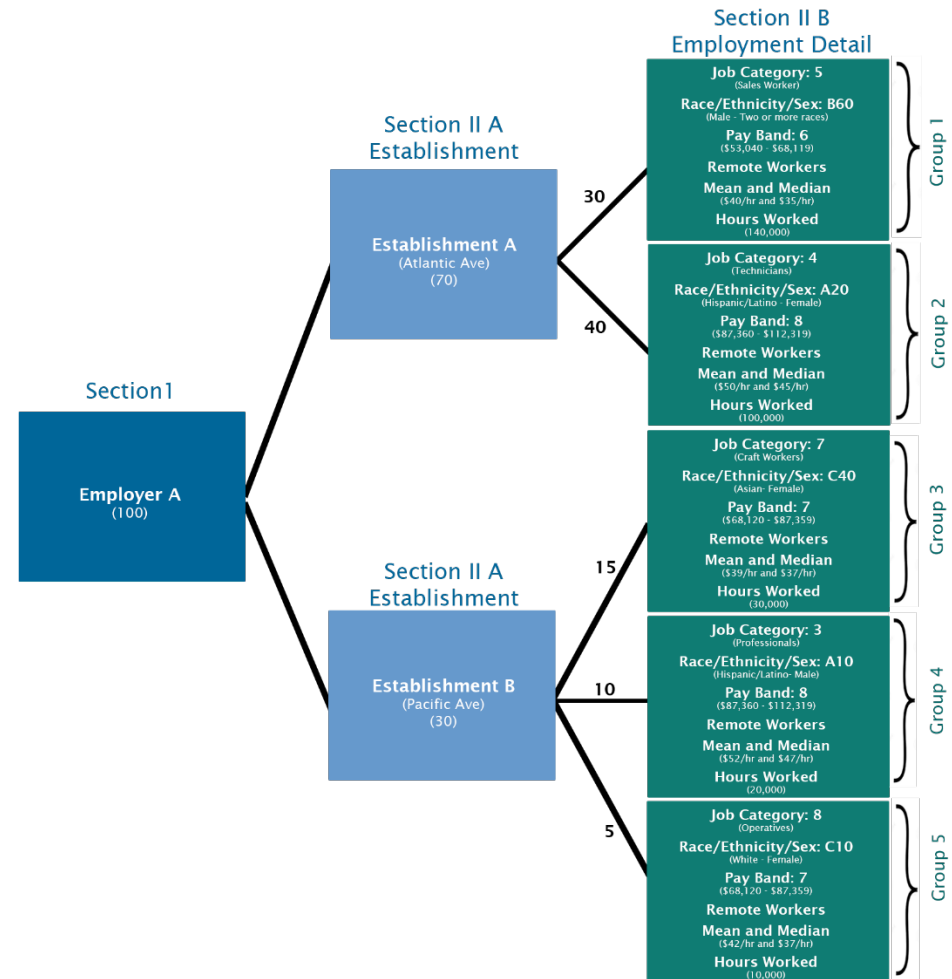 Section1
Employer A
(100)
Section II A
Establishment
Establishment A
(Atlantic Ave)
(70)
Section II A
Establishment
Establishment B
(Pacific Ave)
(30)
30
40
15
10
5
Section II B
Employment Detail
Job Category: 5
(Sales Worker)
Race/Ethnicity/Sex: B60
(Male - Two or more races)
Pay Band: 6
($53,040 - $68,119)
Remote Workers
Mean and Median
($40/hr and $35/hr)
Hours Worked
(140,000)
Group 1
Job Category: 4
(Technicians)
Race/Ethnicity/Sex: A20
(Hispanic/Latino - Female)
Pay Band: 8
($87,360 - $112,319)
Remote Workers
Mean and Median
($50/hr and $45/hr)
Hours Worked
(100,000)
Group 2
Job Category: 7
(Craft Workers)
Race/Ethnicity/Sex: C40
(Asian- Female)
Pay Band: 7
($68,120 - $87,359)
Remote Workers
Mean and Median
($39/hr and $37/hr)
Hours Worked
(30,000)
Group 3
Job Category: 3
(Professionals)
Race/Ethnicity/Sex: A10
(Hispanic/Latino- Male)
Pay Band: 8
($87,360 - $112,319)
Remote Workers
Mean and Median
($52/hr and $47/hr)
Hours Worked
(20,000)
Group 4
Job Category: 8
(Operatives)
Race/Ethnicity/Sex: C10
(White - Female)
Pay Band: 7
($68,120 - $87,359)
Remote Workers
Mean and Median
($42/hr and $37/hr)
Hours Worked
(10,000)
Group 5